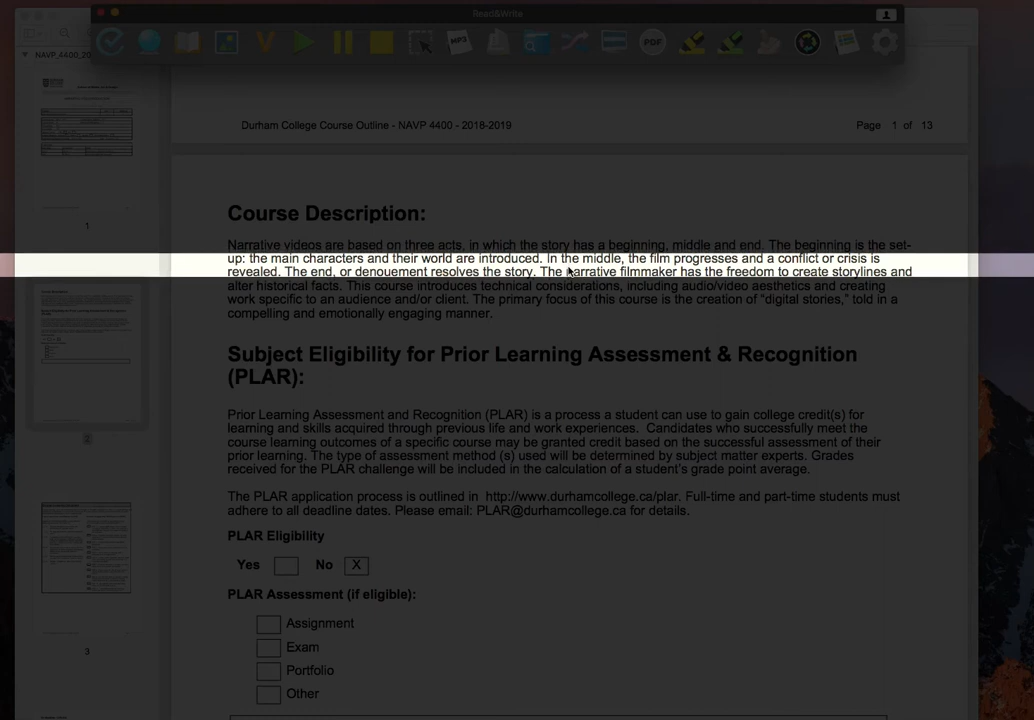 Read&Write
NAVP_4400_20
MP3
PDF
Durham College Course Outline - NAVP 4400 - 2018-2019
Page 1 of 13
Course Description:
Narrative videos are based on three acts, in which the story has a beginning, middle and end. The beginning is the set-
up: the main characters and their world are introduced. In the middle, the film progresses and a conflict or crisis is
revealed. The end, or denouement resolves the story. The narrative filmmaker has the freedom to create storylines and
alter historical facts. This course introduces technical considerations, including audio/video aesthetics and creating
work specific to an audience and/or client. The primary focus of this course is the creation of “digital stories,” told in a
compelling and emotionally engaging manner.
Subject Eligibility for Prior Learning Assessment & Recognition
(PLAR):
Prior Learning Assessment and Recognition (PLAR) is a process a student can use to gain college credit(s) for
learning and skills acquired through previous life and work experiences. Candidates who successfully meet the
course learning outcomes of a specific course may be granted credit based on the successful assessment of their
prior learning. The type of assessment method (s) used will be determined by subject matter experts. Grades
received for the PLAR challenge will be included in the calculation of a student’s grade point average.
The PLAR application process is outlined in http://www.durhamcollege.ca/plar. Full-time and part-time students must
adhere to all deadline dates. Please email: PLAR@durhamcollege.ca for details.
PLAR Eligibility
Yes No X
PLAR Assessment (if eligible):
Assignment
Exam
Portfolio
Other
1
2
3